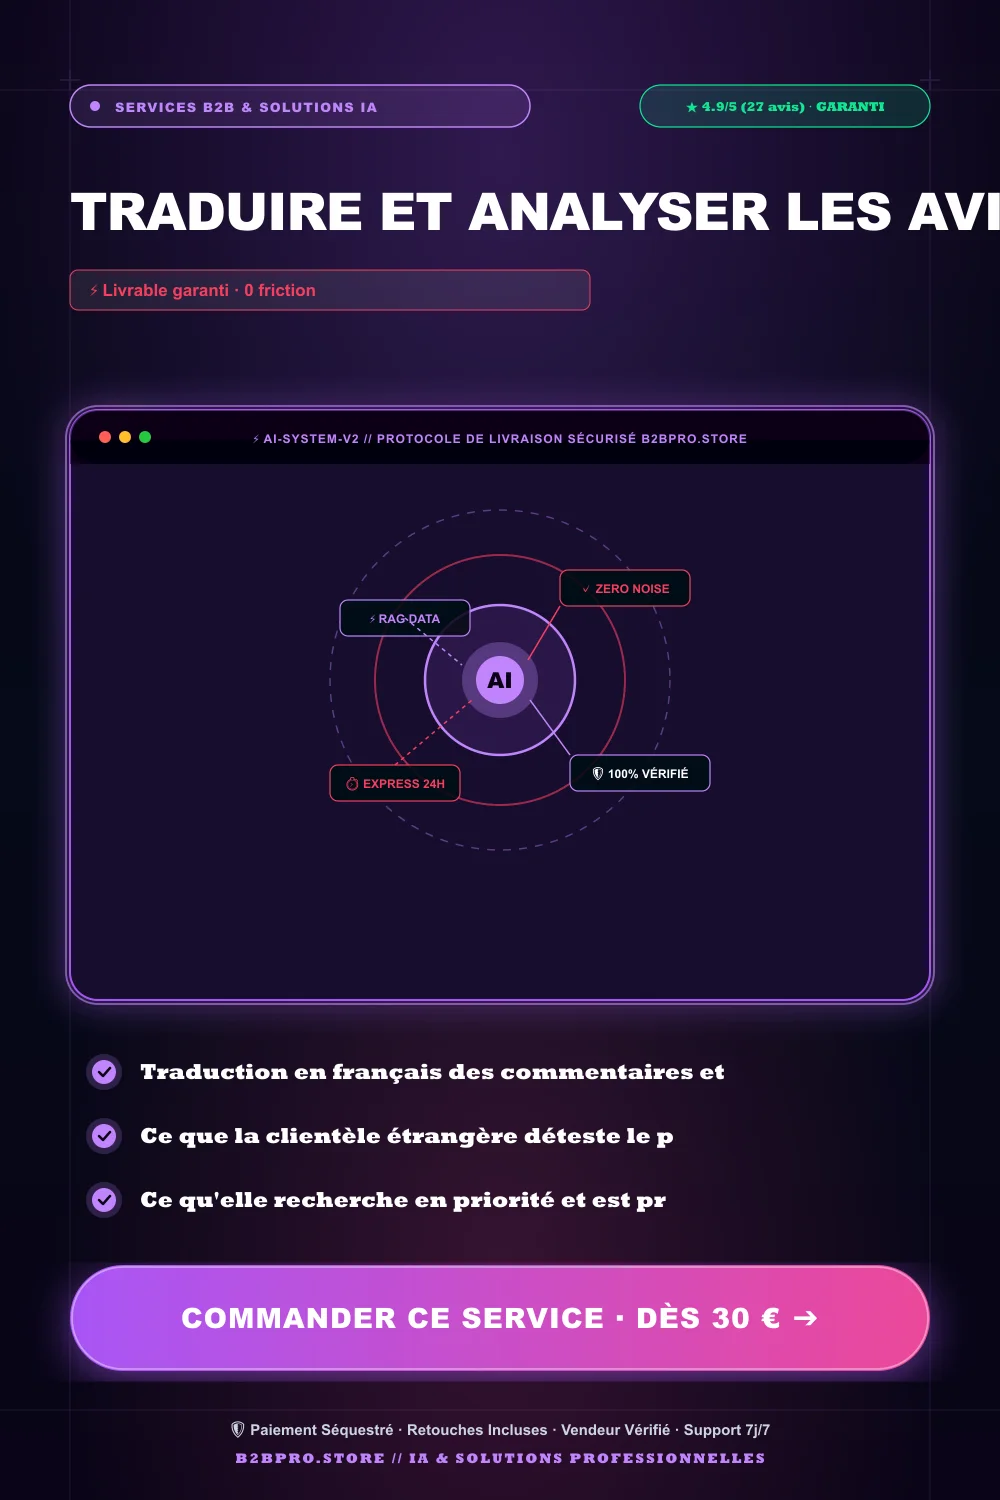 SERVICES B2B & SOLUTIONS IA
★ 4.9/5 (27 avis) · GARANTI
TRADUIRE ET ANALYSER LES AVI
⚡ Livrable garanti · 0 friction
⚡ AI-SYSTEM-V2 // PROTOCOLE DE LIVRAISON SÉCURISÉ B2BPRO.STORE
✓ ZERO NOISE
⚡ RAG DATA
AI
🛡 100% VÉRIFIÉ
⏱ EXPRESS 24H
Traduction en français des commentaires et
Ce que la clientèle étrangère déteste le p
Ce qu'elle recherche en priorité et est pr
COMMANDER CE SERVICE · DÈS 30 € ➔
🛡 Paiement Séquestré · Retouches Incluses · Vendeur Vérifié · Support 7j/7
B2BPRO.STORE // IA & SOLUTIONS PROFESSIONNELLES